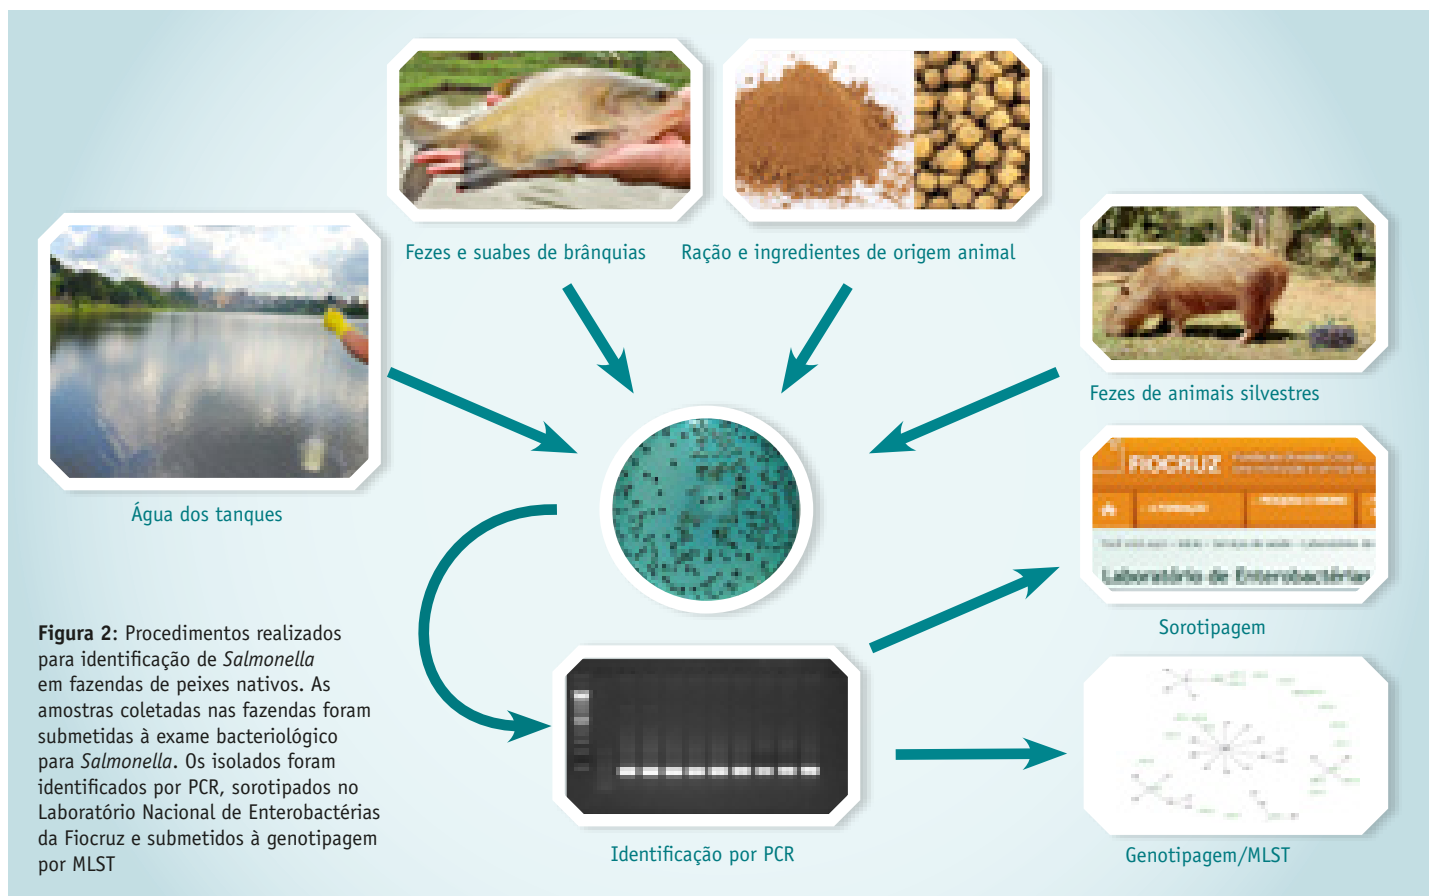 Fezes e suabes de brânquias
Ração e ingredientes de origem animal
Fezes de animais silvestres
Água dos tanques
FIOCRUZ
Laboratório de Enterobactérias
Sorotipagem
Figura 2: Procedimentos realizados
para identificação de Salmonella
em fazendas de peixes nativos. As
amostras coletadas nas fazendas foram
submetidas à exame bacteriológico
para Salmonella. Os isolados foram
identificados por PCR, sorotipados no
Laboratório Nacional de Enterobactérias
da Fiocruz e submetidos à genotipagem
por MLST
Identificação por PCR
Genotipagem/MLST